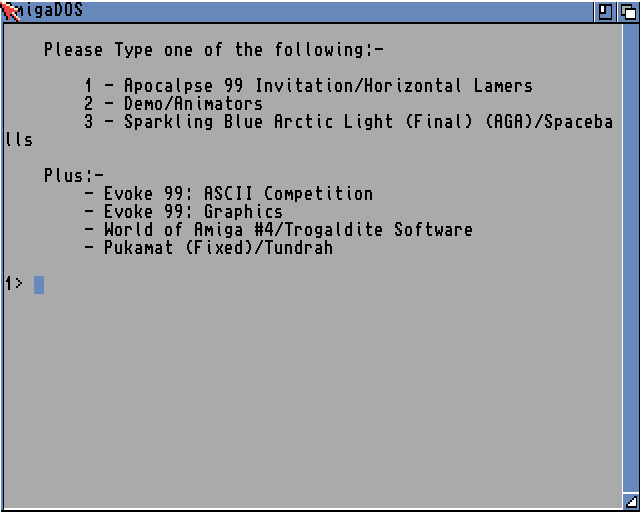 AmigaDOS
Please Type one of the following:-
1 - Apocalpse 99 Invitation/Horizontal Lamers
2 - Demo/Animators
3 - Sparkling Blue Arctic Light (Final) (AGA)/Spaceba
lls
Plus:-
- Evoke 99: ASCII Competition
- Evoke 99: Graphics
- World of Amiga #4/Trogaldite Software
- Pukamat (Fixed)/Tundrah
1>